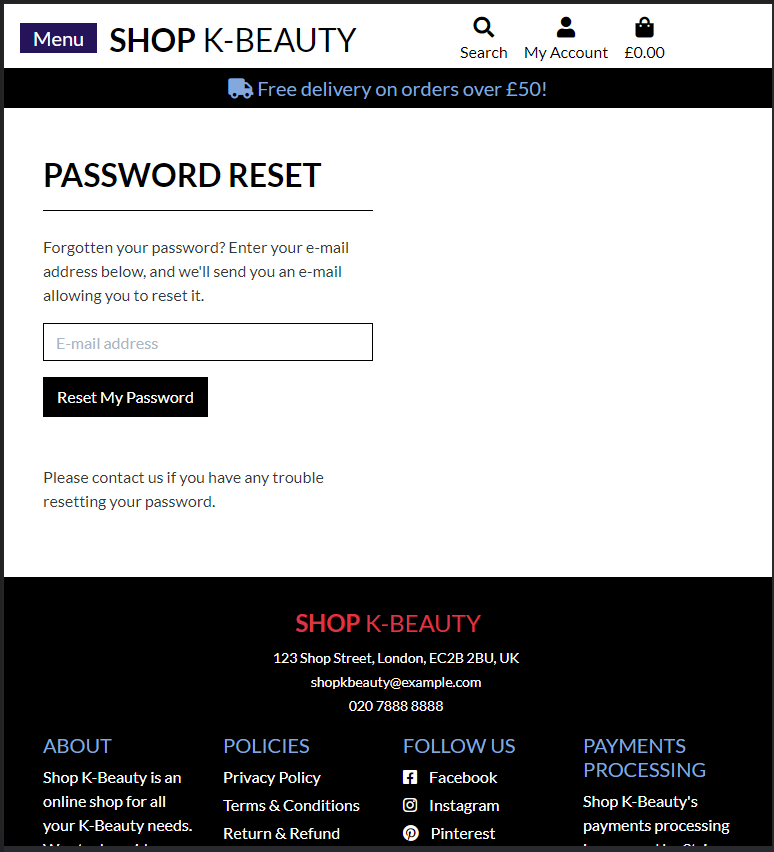 Menu SHOP K-BEAUTY
Search My Account £0.00
Free delivery on orders over £50!
PASSWORD RESET
Forgotten your password? Enter your e-mail
address below, and we'll send you an e-mail
allowing you to reset it.
E-mail address
Reset My Password
Please contact us if you have any trouble
resetting your password.
SHOP K-BEAUTY
123 Shop Street, London, EC2B 2BU, UK
shopkbeauty@example.com
020 7888 8888
ABOUT
Shop K-Beauty is an
online shop for all
your K-Beauty needs.
POLICIES
Privacy Policy
Terms & Conditions
Return & Refund
FOLLOW US
Facebook
Instagram
Pinterest
PAYMENTS
PROCESSING
Shop K-Beauty's
payments processing